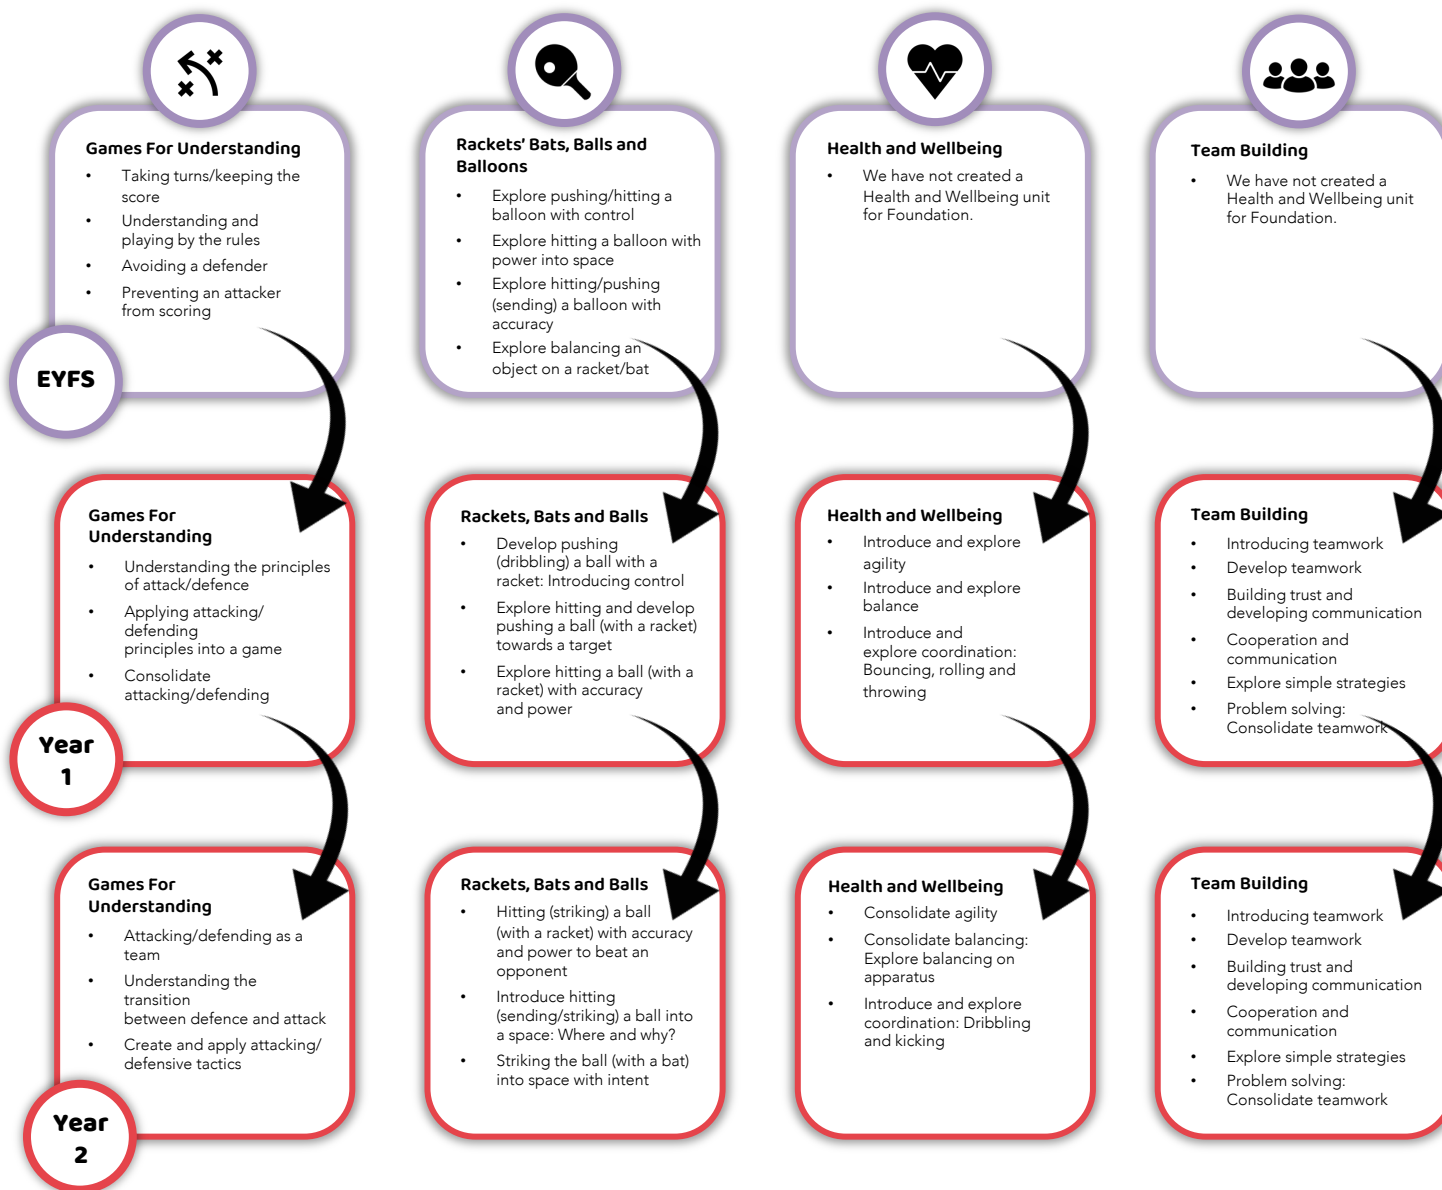 Games For Understanding
• Taking turns/keeping the
score
• Understanding and
playing by the rules
• Avoiding a defender
• Preventing an attacker
from scoring
Rackets' Bats, Balls and
Balloons
• Explore pushing/hitting a
balloon with control
• Explore hitting a balloon with
power into space
• Explore hitting/pushing
(sending) a balloon with
accuracy
• Explore balancing an
object on a racket/bat
Health and Wellbeing
• We have not created a
Health and Wellbeing unit
for Foundation.
Team Building
• We have not created a
Health and Wellbeing unit
for Foundation.
EYFS
Games For
Understanding
• Understanding the principles
of attack/defence
• Applying attacking/
defending
principles into a game
• Consolidate
attacking/defending
Rackets, Bats and Balls
• Develop pushing
(dribbling) a ball with a
racket: Introducing control
• Explore hitting and develop
pushing a ball (with a racket)
towards a target
• Explore hitting a ball (with a
racket) with accuracy
and power
Health and Wellbeing
• Introduce and explore
agility
• Introduce and explore
balance
• Introduce and
explore coordination:
Bouncing, rolling and
throwing
Team Building
• Introducing teamwork
• Develop teamwork
• Building trust and
developing communication
• Cooperation and
communication
• Explore simple strategies
• Problem solving:
Consolidate teamwork
Year
1
Games For
Understanding
• Attacking/defending as a
team
• Understanding the
transition
between defence and attack
• Create and apply attacking/
defensive tactics
Rackets, Bats and Balls
• Hitting (striking) a ball
(with a racket) with accuracy
and power to beat an
opponent
• Introduce hitting
(sending/striking) a ball into
a space: Where and why?
• Striking the ball (with a bat)
into space with intent
Health and Wellbeing
• Consolidate agility
• Consolidate balancing:
Explore balancing on
apparatus
• Introduce and explore
coordination: Dribbling
and kicking
Team Building
• Introducing teamwork
• Develop teamwork
• Building trust and
developing communication
• Cooperation and
communication
• Explore simple strategies
• Problem solving:
Consolidate teamwork
Year
2